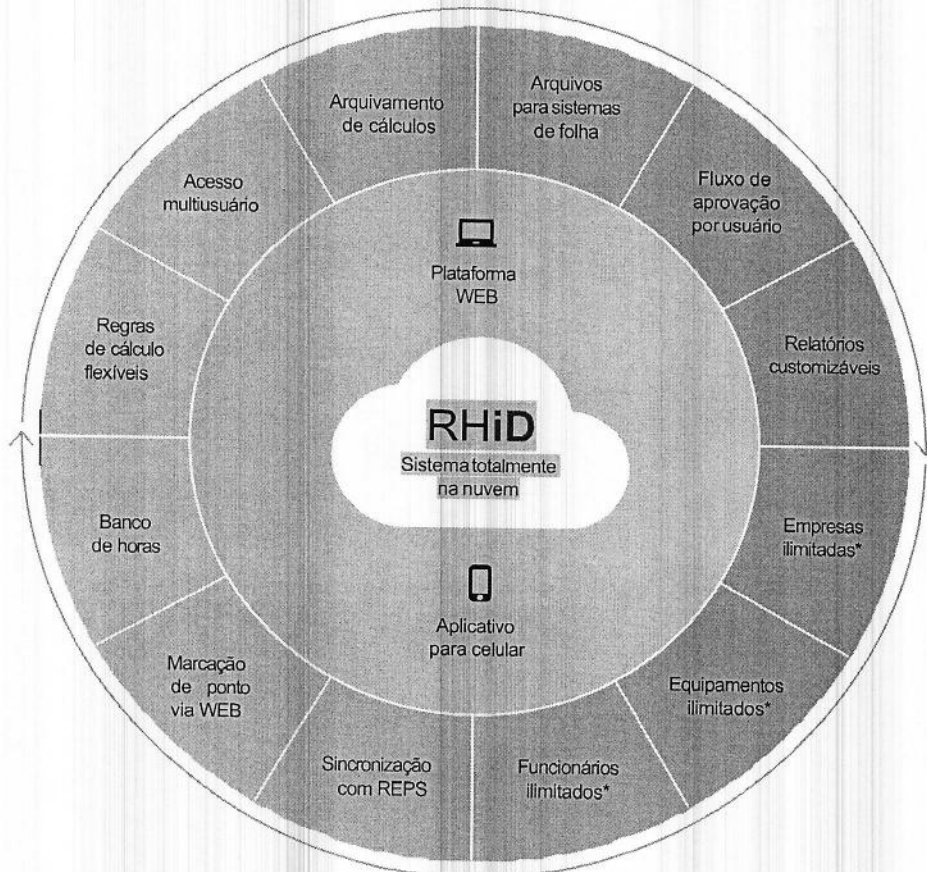 Arquivamento
de cálculos
Arquivos
para sistemas
de folha
Fluxo de
aprovação
por usuário
Relatórios
customizáveis
Empresas
ilimitadas*
Equipamentos
ilimitados*
Funcionários
ilimitados*
Sincronização
com REPS
Marcação
de ponto
via WEB
Banco
de horas
Regras
de cálculo
flexíveis
Acesso
multiusuário
Plataforma
WEB
RHiD
Sistema totalmente
na nuvem
Aplicativo
para celular